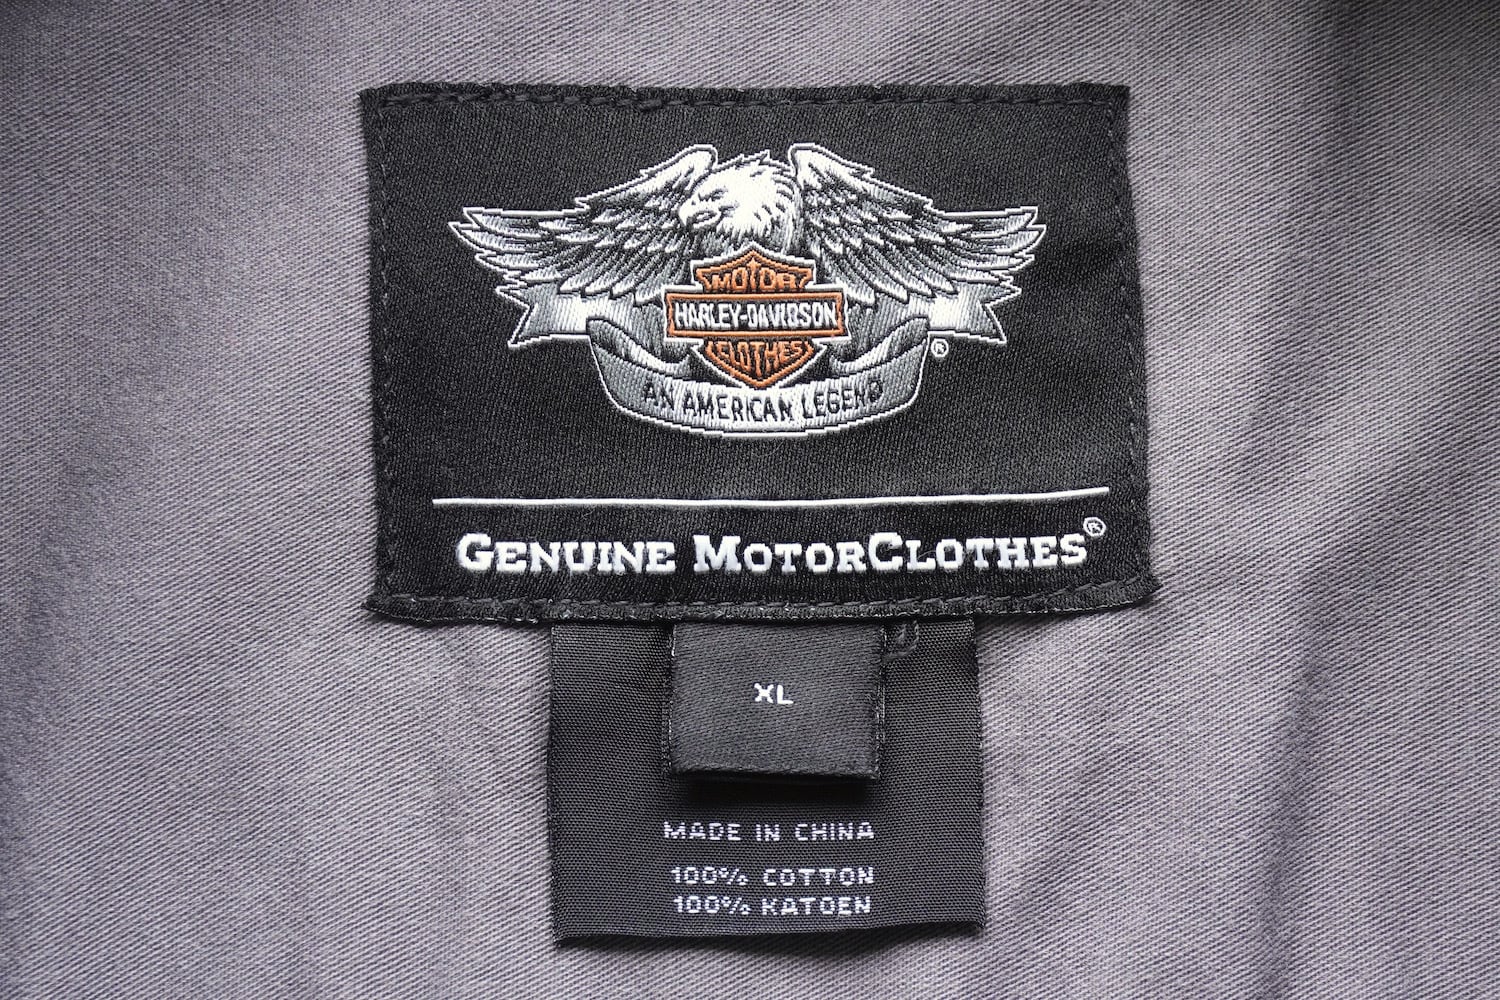 MOTOR
HARLEY-DAVIDSON
CLOTHES
®
AN AMERICAN LEGEND
GENUINE MOTORCLOTHES®
XL
MADE IN CHINA
100% COTTON
100% KATOEN